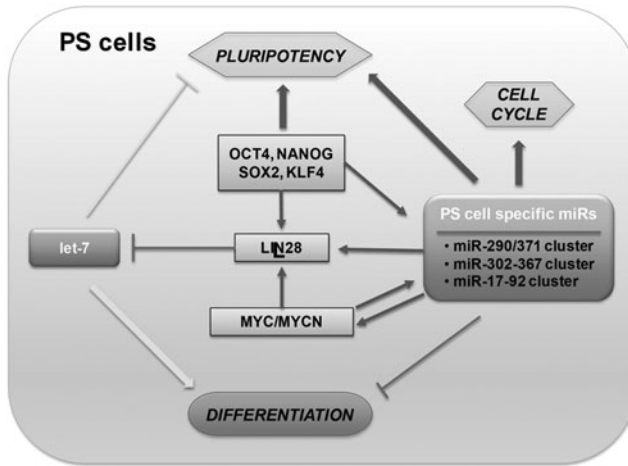 PS cells
PLURIPOTENCY
CELL
CYCLE
OCT4, NANOG
SOX2, KLF4
PS cell specific miRs
• miR-290/371 cluster
• miR-302-367 cluster
• miR-17-92 cluster
let-7
LIN28
MYC/MYCN
DIFFERENTIATION